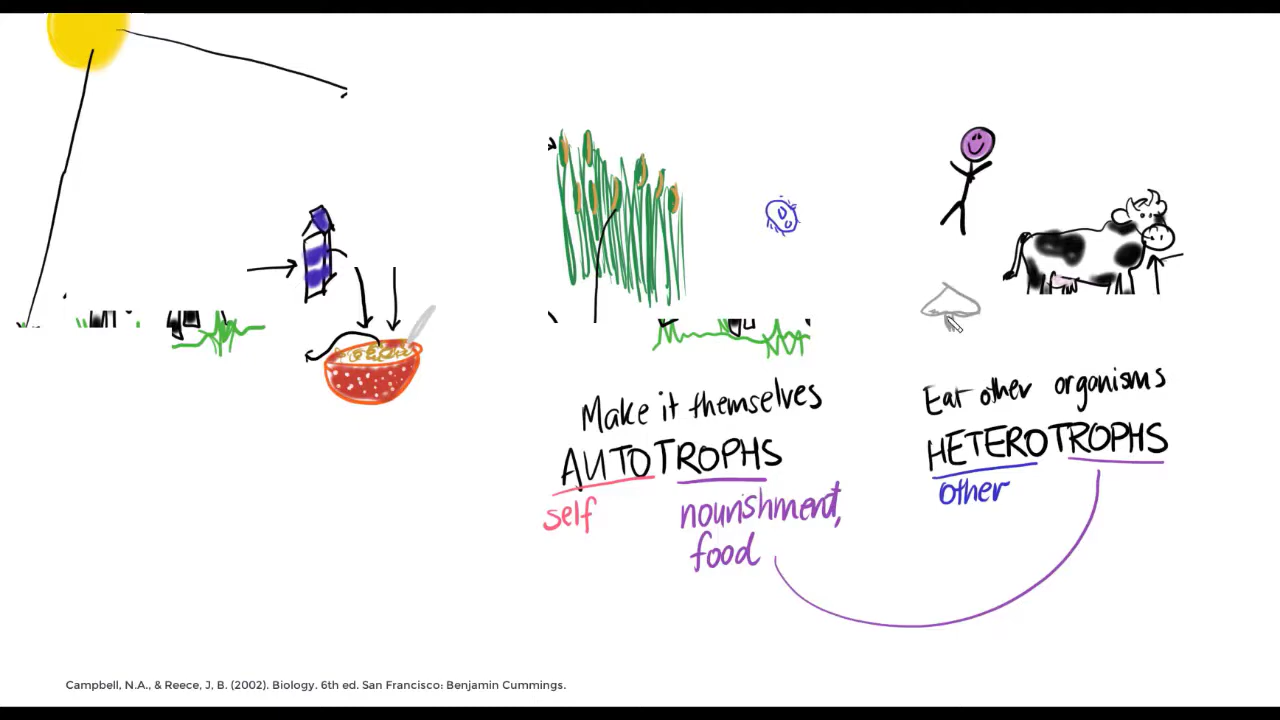 Make it themselves
AUTOTROPHS
self
nourishment,
food
Eat other organisms
HETEROTROPHS
other
Campbell, N.A., & Reece, J, B. (2002). Biology. 6th ed. San Francisco: Benjamin Cummings.